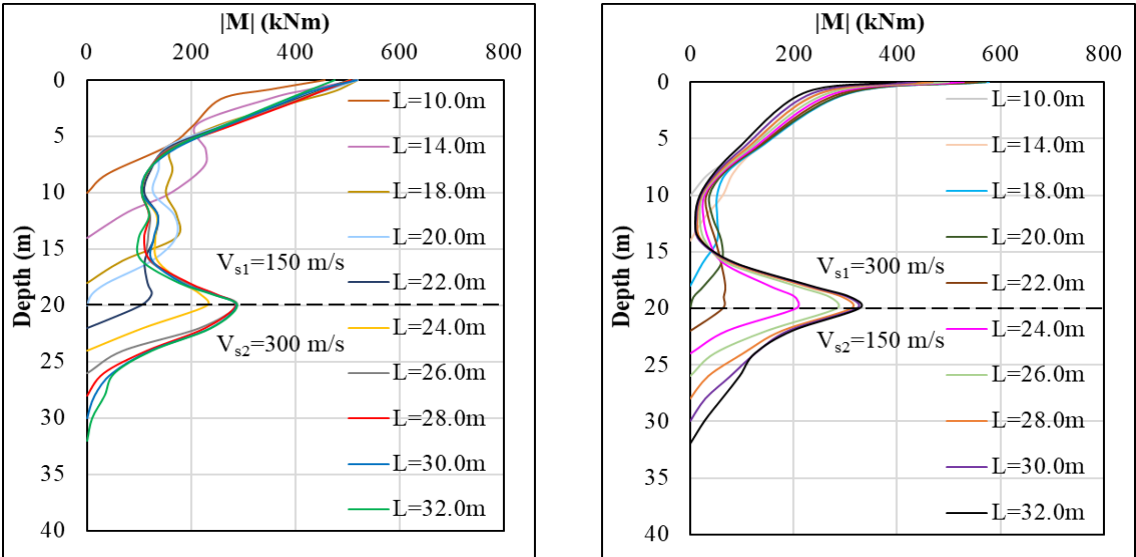 |M| (kNm)
0 200 400 600 800
0
5
10
15
20
25
30
35
40
Depth (m)
L=10.0m
L=14.0m
L=18.0m
L=20.0m
L=22.0m
L=24.0m
L=26.0m
L=28.0m
L=30.0m
L=32.0m
Vs1=150 m/s
Vs2=300 m/s
|M| (kNm)
0 200 400 600 800
0
5
10
15
20
25
30
35
40
Depth (m)
L=10.0m
L=14.0m
L=18.0m
L=20.0m
L=22.0m
L=24.0m
L=26.0m
L=28.0m
L=30.0m
L=32.0m
Vs1=300 m/s
Vs2=150 m/s